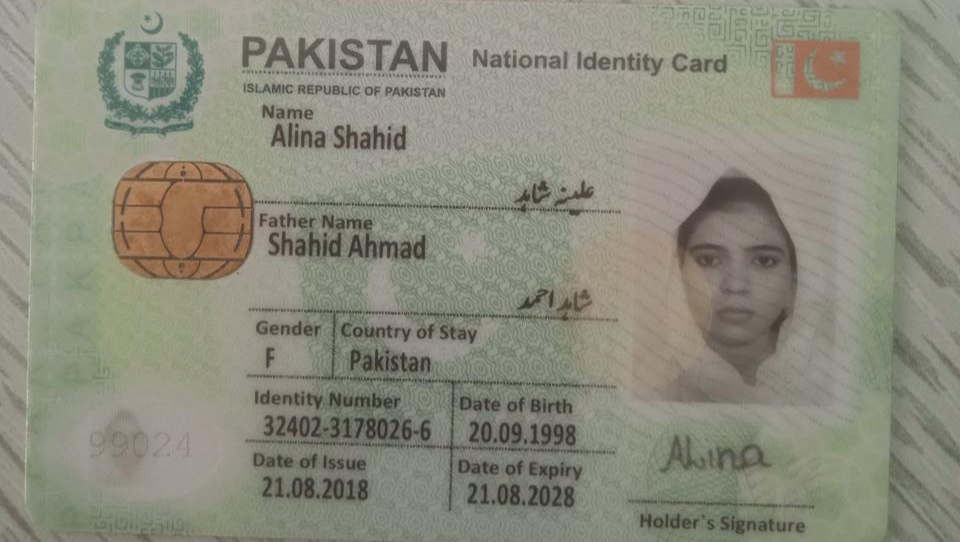 PAKISTAN National Identity Card
ISLAMIC REPUBLIC OF PAKISTAN
Name
Alina Shahid
علینہ شاہد
Father Name
Shahid Ahmad
شاہد احمد
Gender Country of Stay
F Pakistan
Identity Number Date of Birth
32402-3178026-6 20.09.1998
Date of Issue Date of Expiry
21.08.2018 21.08.2028
99024
Alina
Holder's Signature